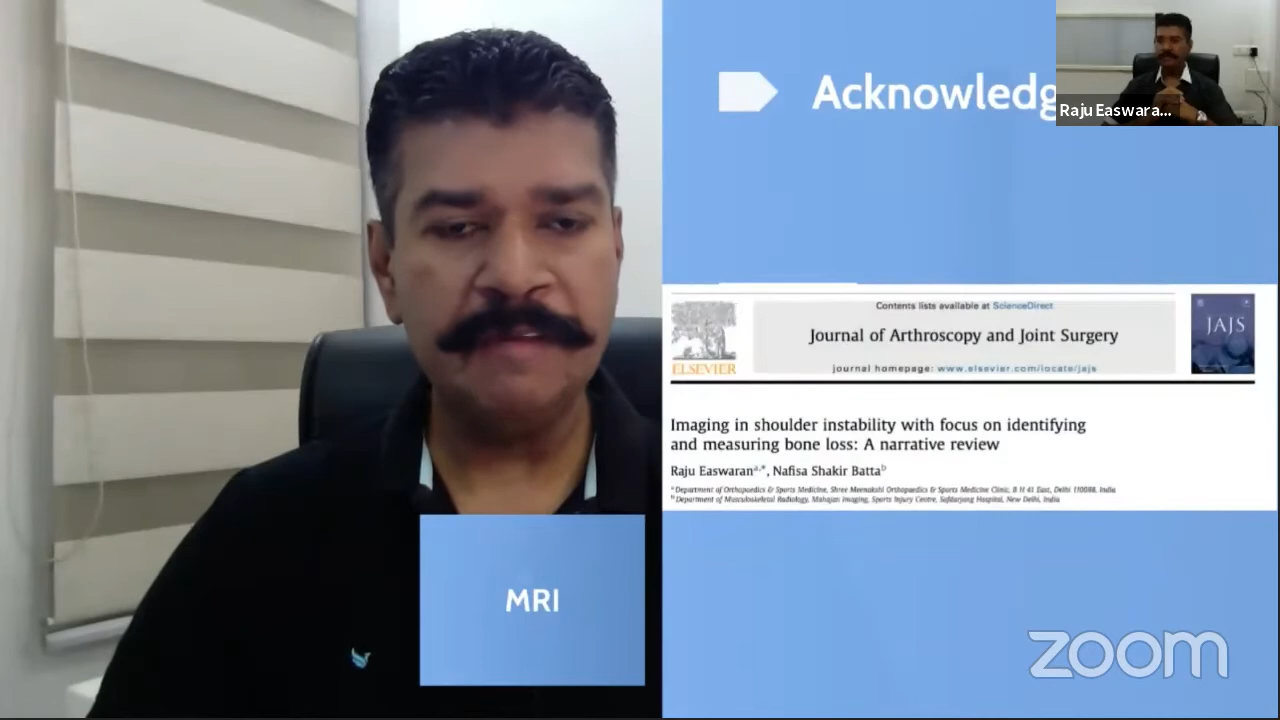 Acknowledg
Raju Easwara...
Contents lists available at ScienceDirect
Journal of Arthroscopy and Joint Surgery
journal homepage: www.elsevier.com/locate/jajs
ELSEVIER
JAJS
Imaging in shoulder instability with focus on identifying
and measuring bone loss: A narrative review
Raju Easwaran a,*, Nafisa Shakir Batta b
a Department of Orthopaedics & Sports Medicine, Shree Meenakshi Orthopaedics & Sports Medicine Clinic, B H 41 East, Delhi 110088, India
b Department of Musculoskeletal Radiology, Mahajan Imaging, Sports Injury Centre, Safdarjung Hospital, New Delhi, India
MRI
zoom